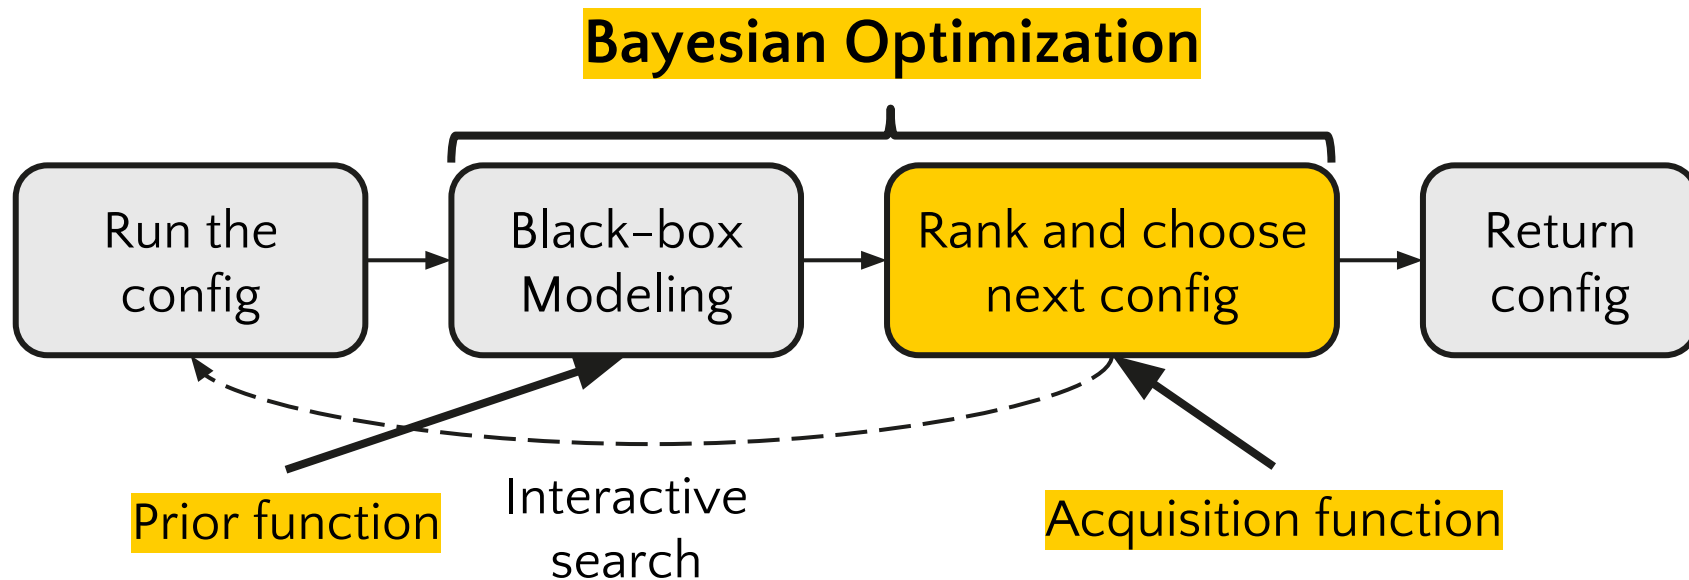 Bayesian Optimization
Run the
config
Black-box
Modeling
Rank and choose
next config
Return
config
Prior function
Interactive
search
Acquisition function